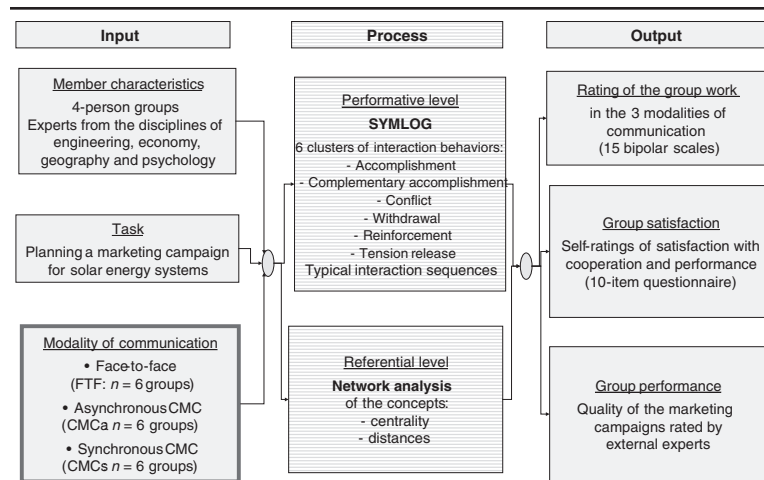 Input
Process
Output
Member characteristics
4-person groups
Experts from the disciplines of
engineering, economy,
geography and psychology
Task
Planning a marketing campaign
for solar energy systems
Modality of communication
• Face-to-face
(FTF: n = 6 groups)
• Asynchronous CMC
(CMCa n = 6 groups)
• Synchronous CMC
(CMCs n = 6 groups)
Performative level
SYMLOG
6 clusters of interaction behaviors:
- Accomplishment
- Complementary accomplishment
- Conflict
- Withdrawal
- Reinforcement
- Tension release
Typical interaction sequences
Referential level
Network analysis
of the concepts:
- centrality
- distances
Rating of the group work
in the 3 modalities of
communication
(15 bipolar scales)
Group satisfaction
Self-ratings of satisfaction with
cooperation and performance
(10-item questionnaire)
Group performance
Quality of the marketing
campaigns rated by
external experts